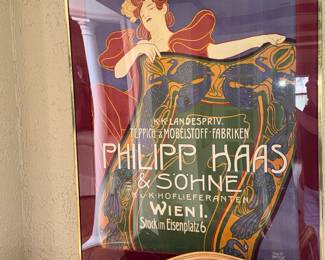 K.K. LANDESPRIV.
TEPPICH & MÖBELSTOFF-FABRIKEN
PHILIPP HAAS
& SÖHNE
K.U.K. HOFLIEFERANTEN
WIEN I.
Stock im Eisenplatz 6